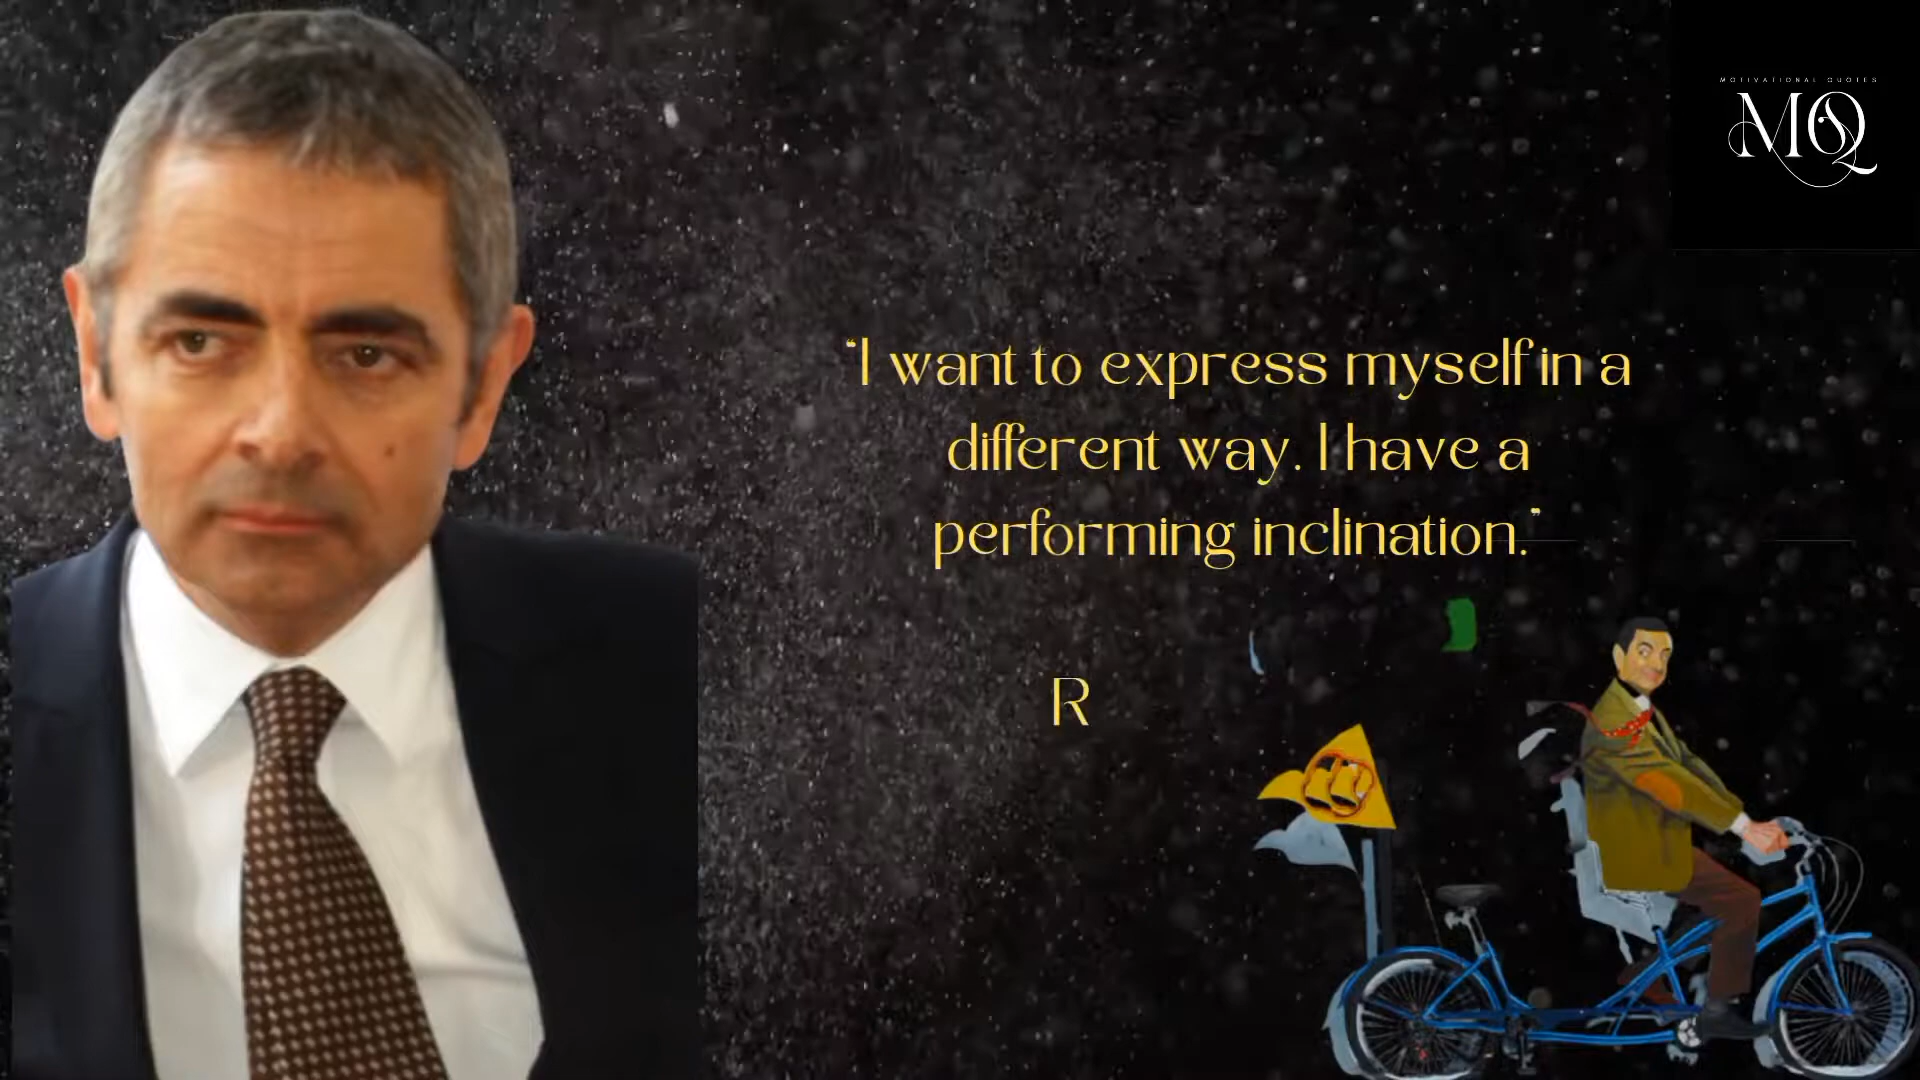 MOTIVATIONAL QUOTES
MQ
"I want to express myself in a
different way. I have a
performing inclination."
R